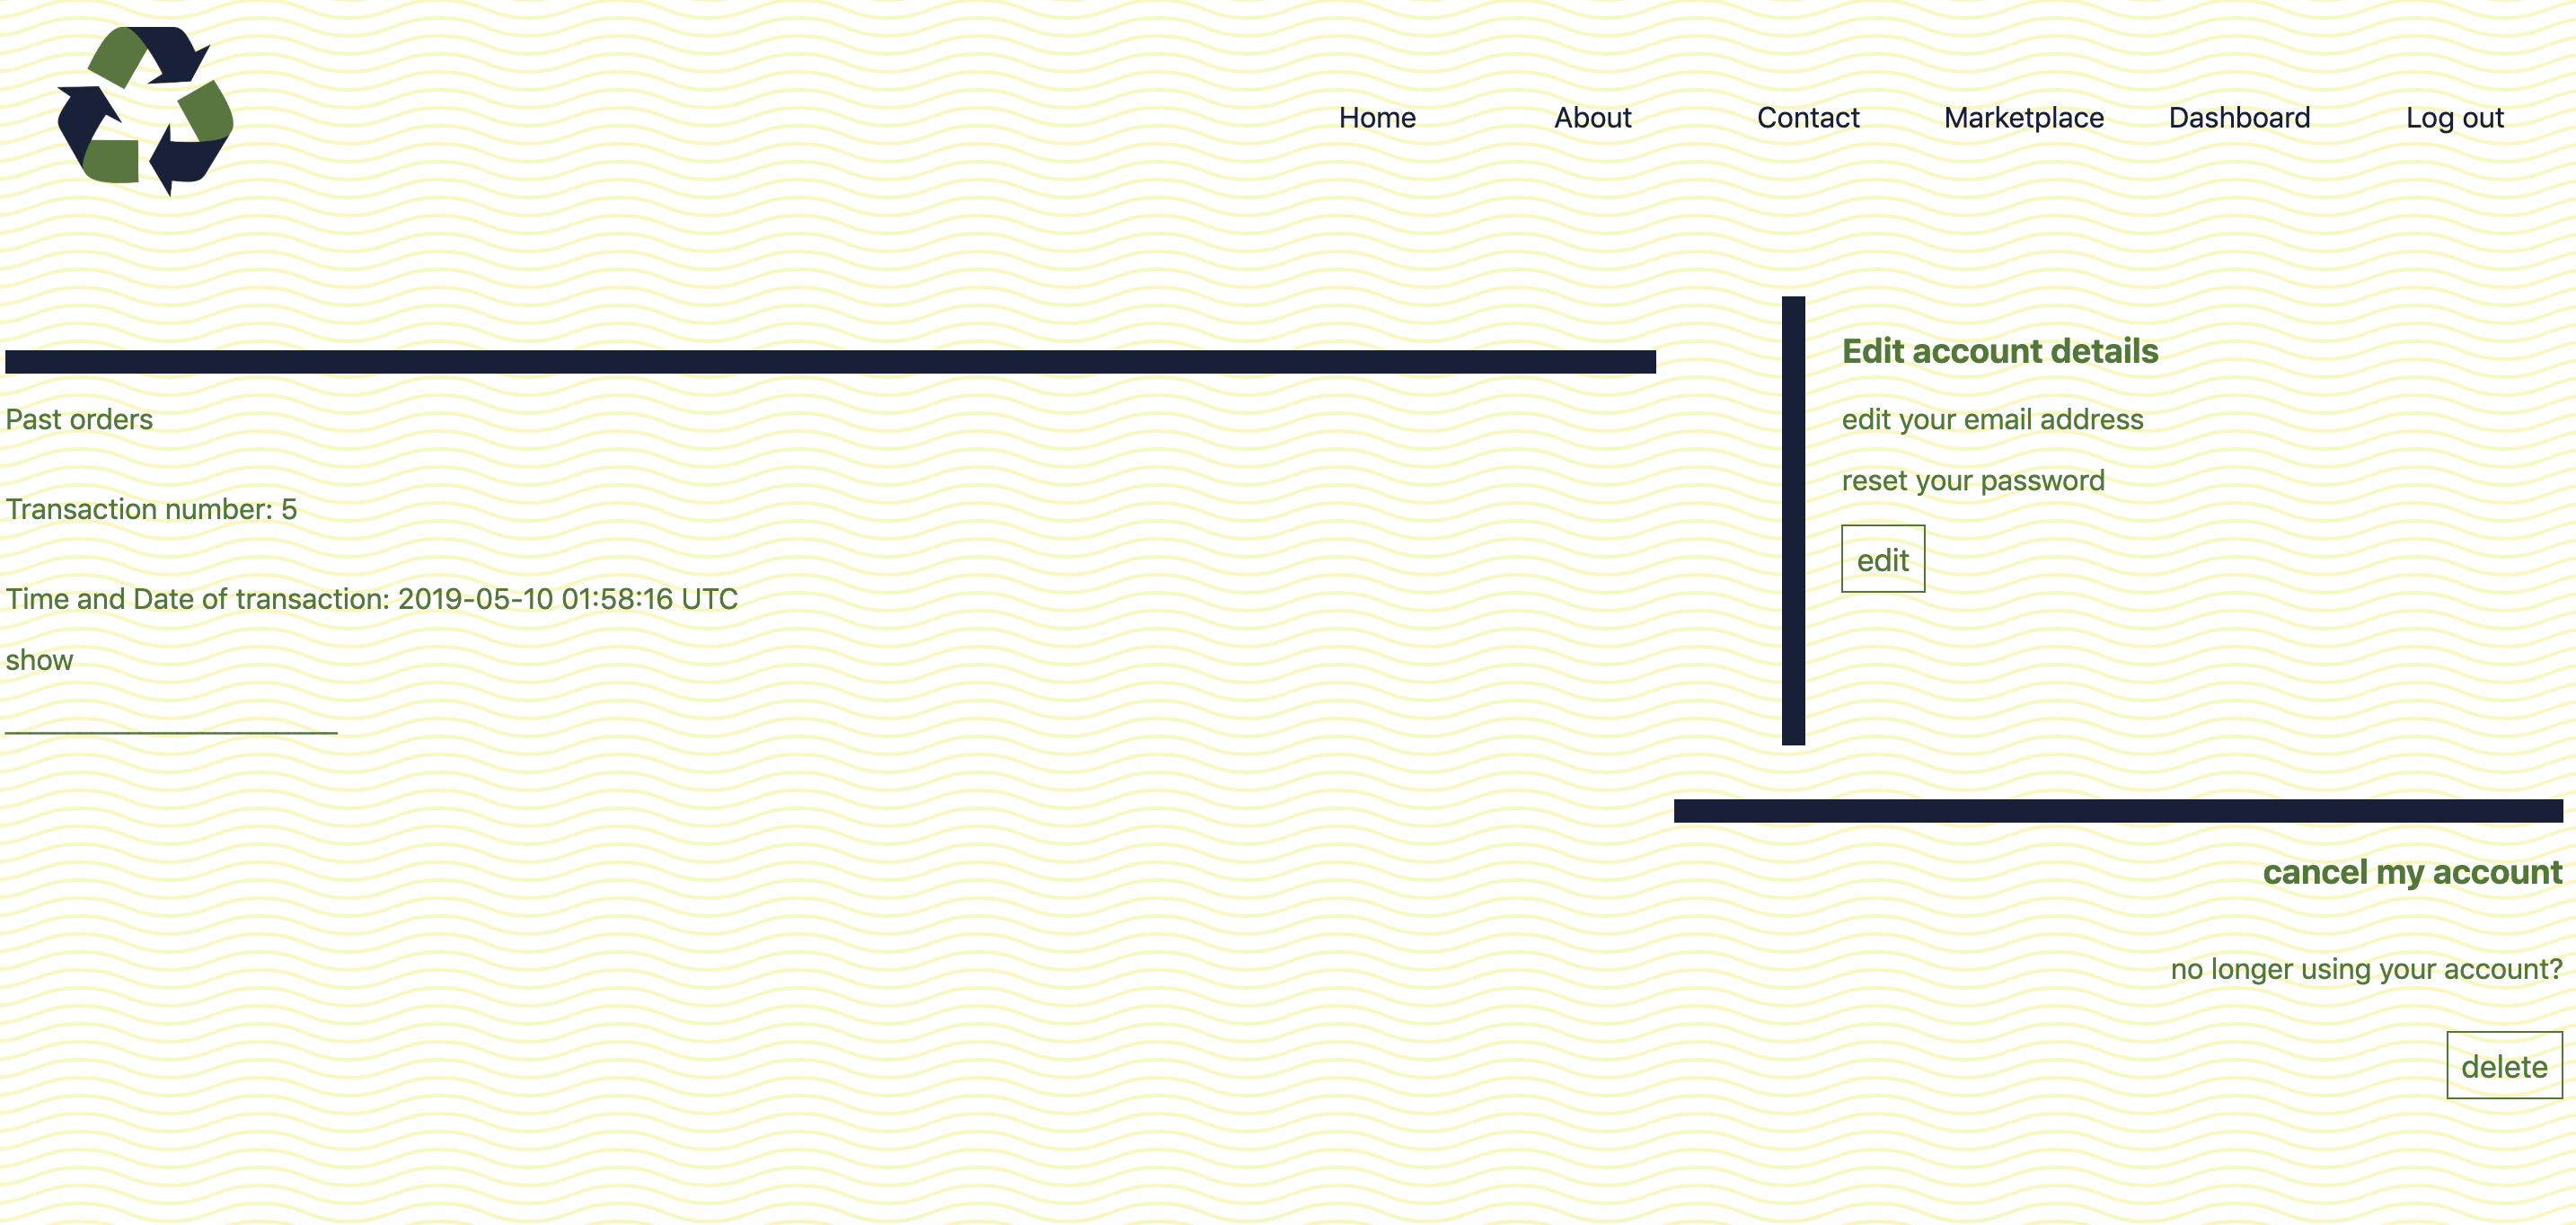 Home About Contact Marketplace Dashboard Log out
Past orders
Transaction number: 5
Time and Date of transaction: 2019-05-10 01:58:16 UTC
show
Edit account details
edit your email address
reset your password
edit
cancel my account
no longer using your account?
delete